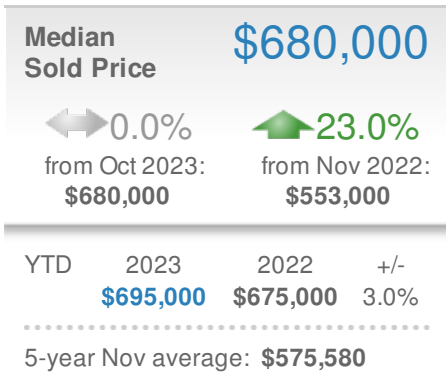 Median $680,000
Sold Price
0.0% 23.0%
from Oct 2023: from Nov 2022:
$680,000 $553,000
YTD 2023 2022 +/-
$695,000 $675,000 3.0%
5-year Nov average: $575,580